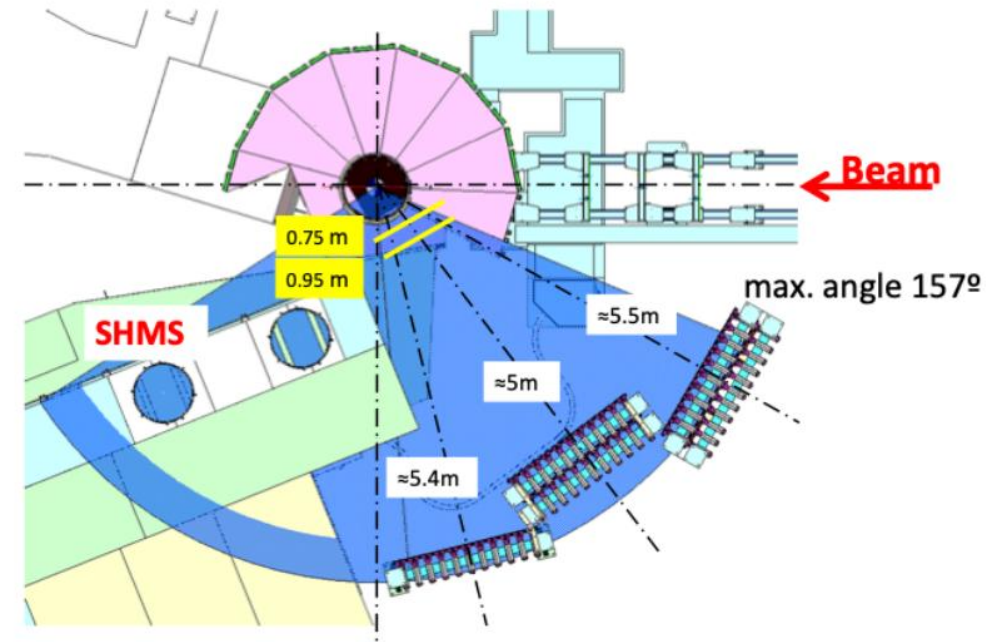 Beam
0.75 m
0.95 m
max. angle 157º
SHMS
≈5.5m
≈5m
≈5.4m